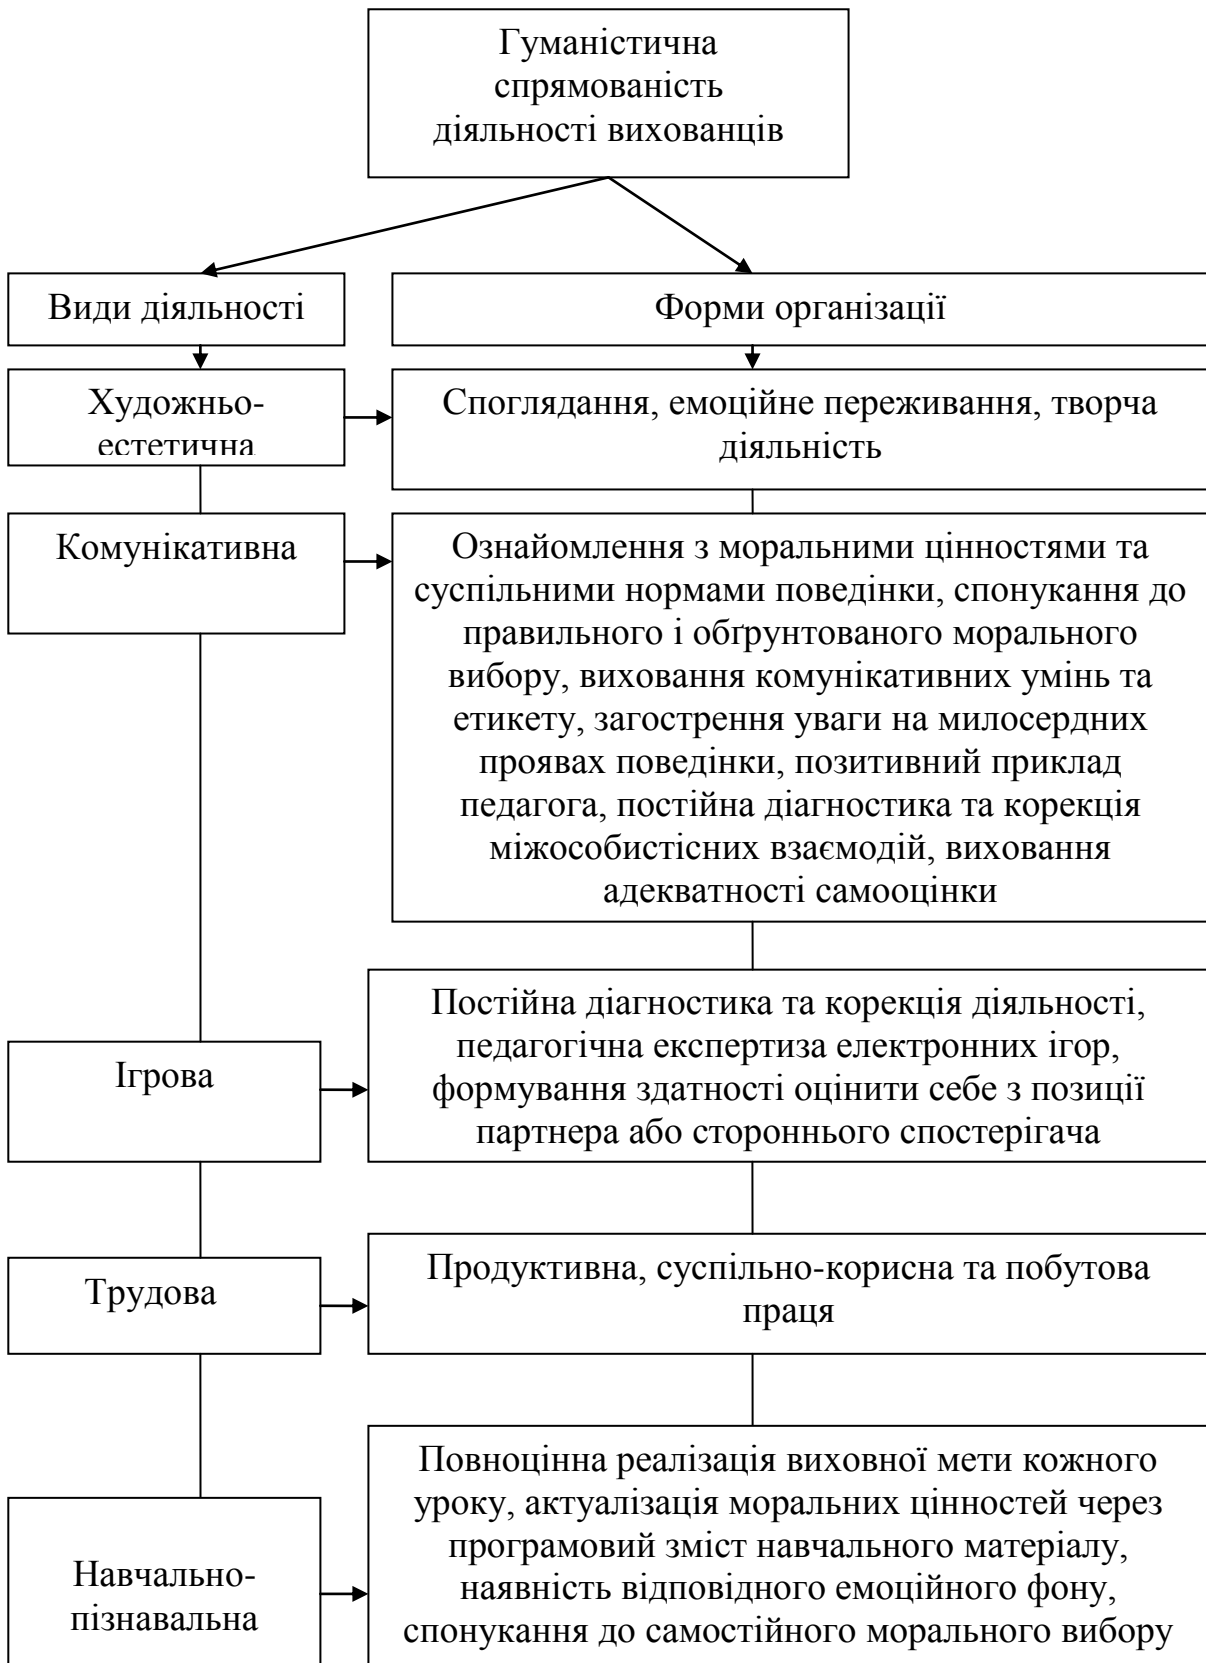 Гуманістична
спрямованість
діяльності вихованців
Види діяльності
Форми організації
Художньо-
естетична
Споглядання, емоційне переживання, творча
діяльність
Комунікативна
Ознайомлення з моральними цінностями та
суспільними нормами поведінки, спонукання до
правильного і обґрунтованого морального
вибору, виховання комунікативних умінь та
етикету, загострення уваги на милосердних
проявах поведінки, позитивний приклад
педагога, постійна діагностика та корекція
міжособистісних взаємодій, виховання
адекватності самооцінки
Ігрова
Постійна діагностика та корекція діяльності,
педагогічна експертиза електронних ігор,
формування здатності оцінити себе з позиції
партнера або стороннього спостерігача
Трудова
Продуктивна, суспільно-корисна та побутова
праця
Навчально-
пізнавальна
Повноцінна реалізація виховної мети кожного
уроку, актуалізація моральних цінностей через
програмовий зміст навчального матеріалу,
наявність відповідного емоційного фону,
спонукання до самостійного морального вибору